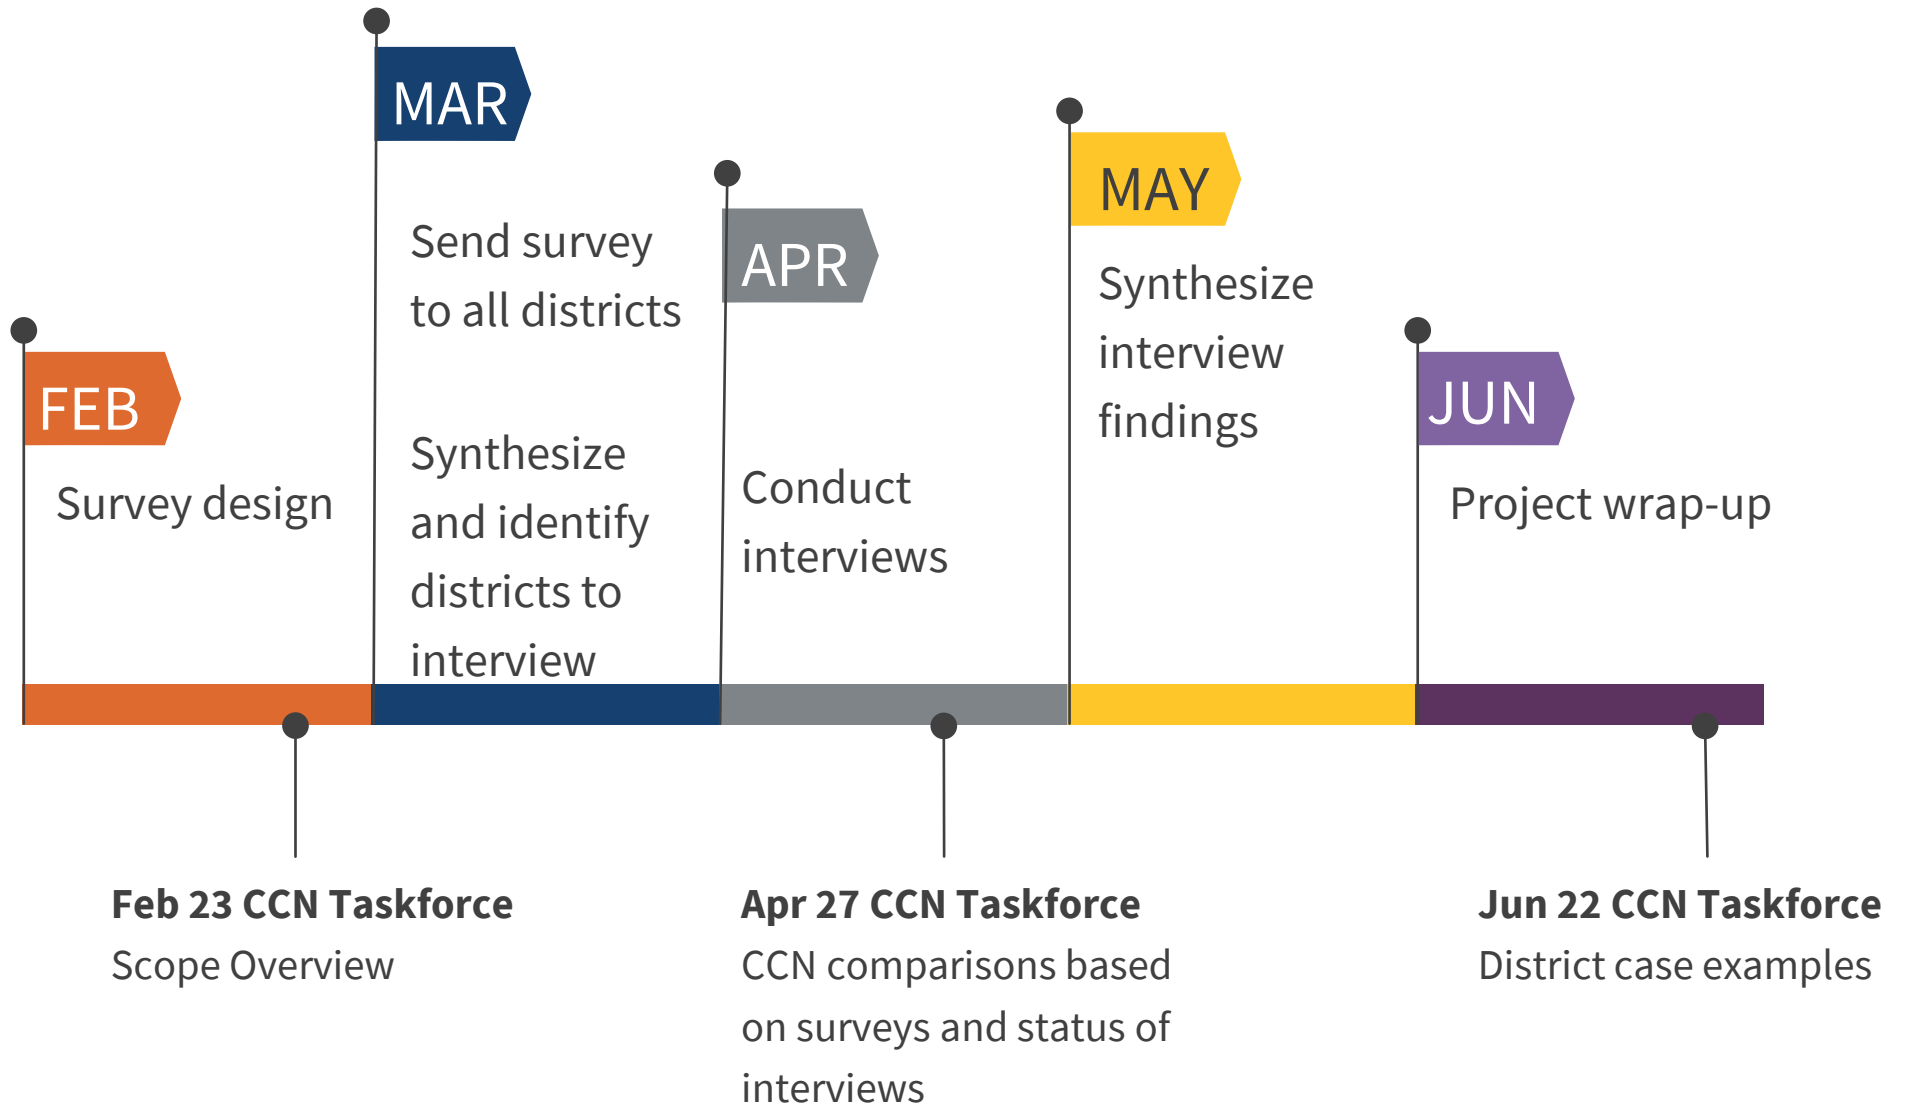 FEB
Survey design
MAR
Send survey
to all districts
Synthesize
and identify
districts to
interview
APR
Conduct
interviews
MAY
Synthesize
interview
findings
JUN
Project wrap-up
Feb 23 CCN Taskforce
Scope Overview
Apr 27 CCN Taskforce
CCN comparisons based
on surveys and status of
interviews
Jun 22 CCN Taskforce
District case examples